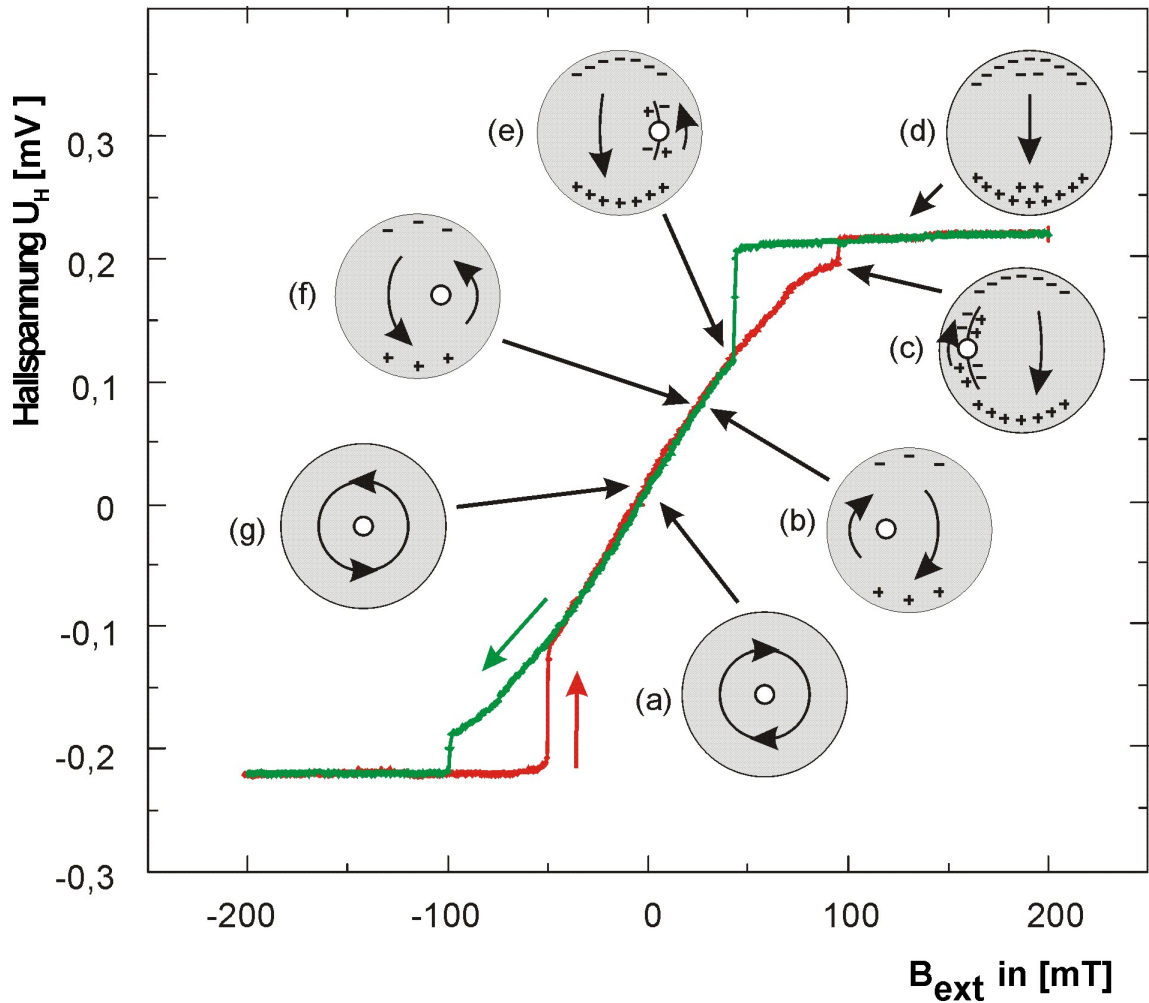 Hallspannung U_H [mV]
0,3
0,2
0,1
0
-0,1
-0,2
-0,3
-200
-100
0
100
200
B_ext in [mT]
(e)
(d)
(f)
(c)
(g)
(b)
(a)